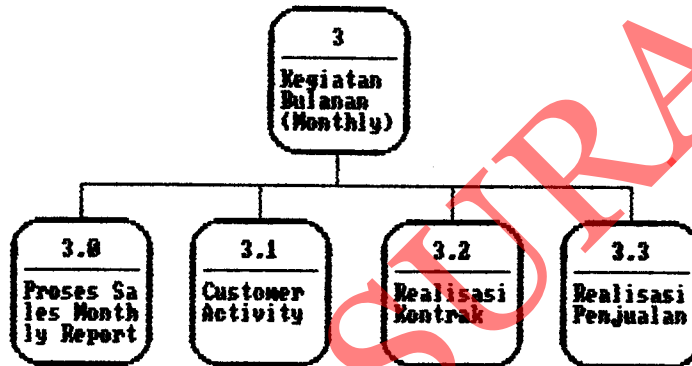 3
Kegiatan
Bulanan
(Monthly)
3.0
Proses Sa
les Month
ly Report
3.1
Customer
Activity
3.2
Realisasi
Kontrak
3.3
Realisasi
Penjualan
SURA